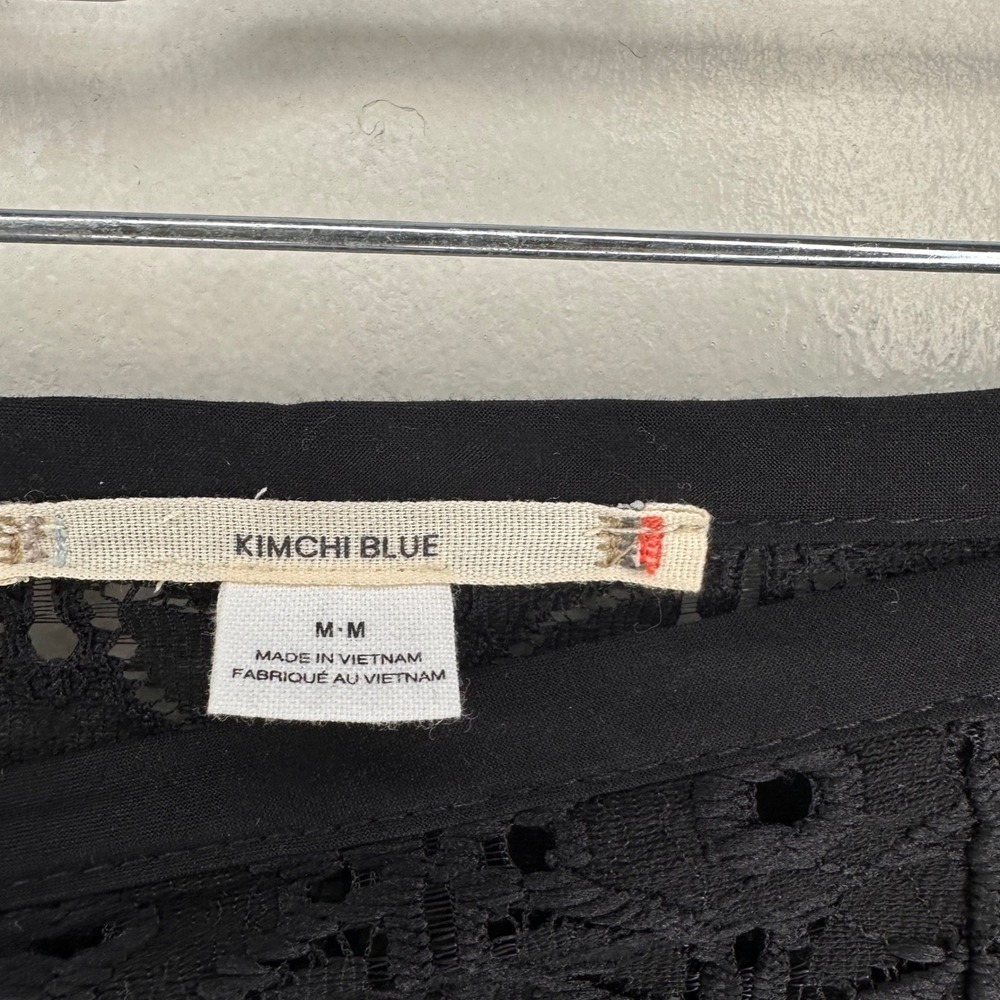 KIMCHI BLUE
M·M
MADE IN VIETNAM
FABRIQUÉ AU VIETNAM